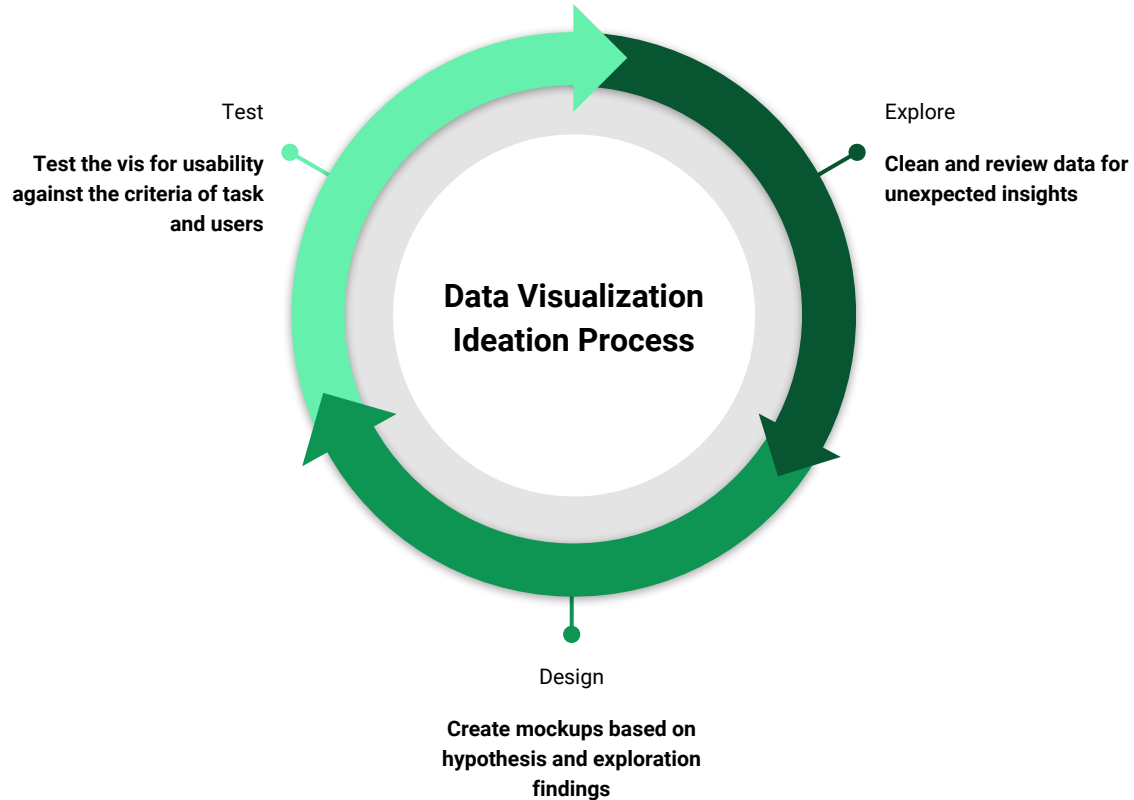 Test
Test the vis for usability
against the criteria of task
and users
Explore
Clean and review data for
unexpected insights
Data Visualization
Ideation Process
Design
Create mockups based on
hypothesis and exploration
findings